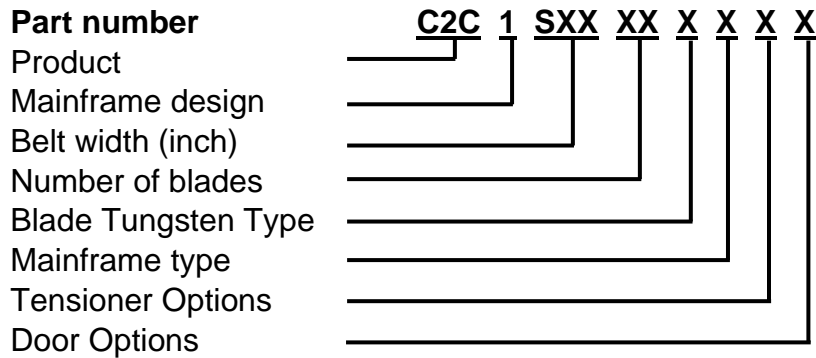 Part number C2C 1 SXX XX X X X X
Product
Mainframe design
Belt width (inch)
Number of blades
Blade Tungsten Type
Mainframe type
Tensioner Options
Door Options